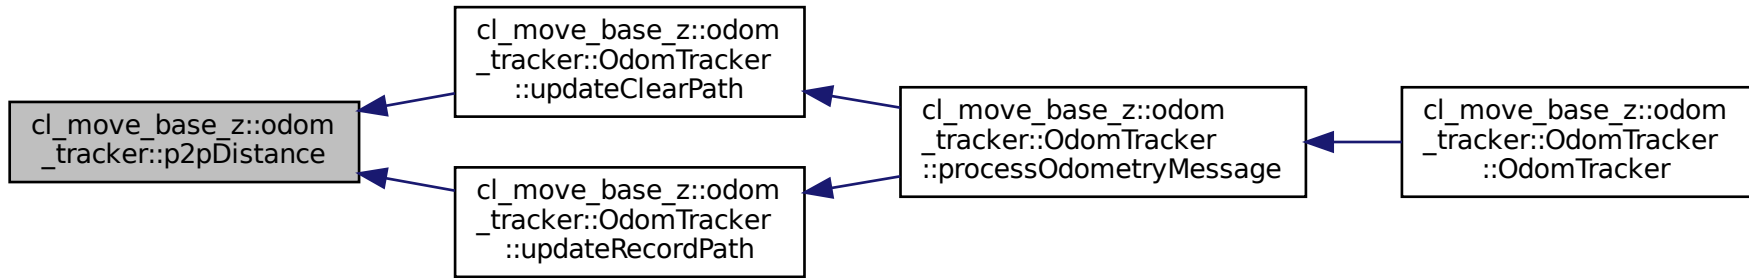 cl_move_base_z::odom
_tracker::p2pDistance
cl_move_base_z::odom
_tracker::OdomTracker
::updateClearPath
cl_move_base_z::odom
_tracker::OdomTracker
::updateRecordPath
cl_move_base_z::odom
_tracker::OdomTracker
::processOdometryMessage
cl_move_base_z::odom
_tracker::OdomTracker
::OdomTracker